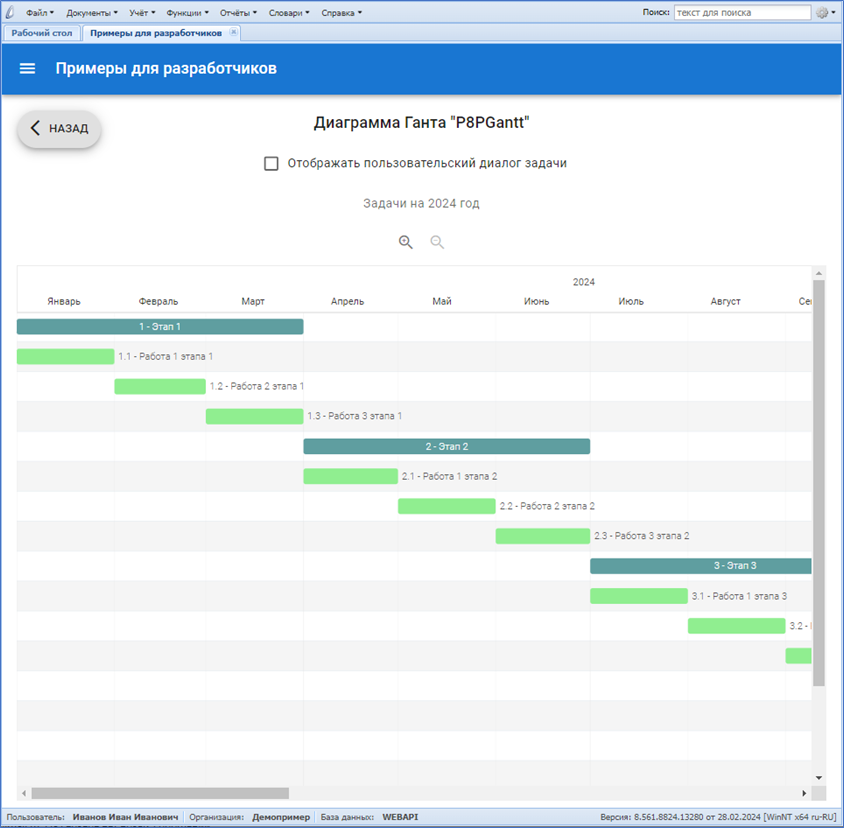 Файл Документы Учёт Функции Отчёты Словари Справка Поиск: текст для поиска
Рабочий стол Примеры для разработчиков
Примеры для разработчиков
НАЗАД
Диаграмма Ганта "P8PGantt"
Отображать пользовательский диалог задачи
Задачи на 2024 год
2024
Январь Февраль Март Апрель Май Июнь Июль Август Се
1 - Этап 1
1.1 - Работа 1 этапа 1
1.2 - Работа 2 этапа 1
1.3 - Работа 3 этапа 1
2 - Этап 2
2.1 - Работа 1 этапа 2
2.2 - Работа 2 этапа 2
2.3 - Работа 3 этапа 2
3 - Этап 3
3.1 - Работа 1 этапа 3
3.2 -
Пользователь: Иванов Иван Иванович Организация: Демопример База данных: WEBAPI Версия: 8.561.8824.13280 от 28.02.2024 [WinNT x64 ru-RU]